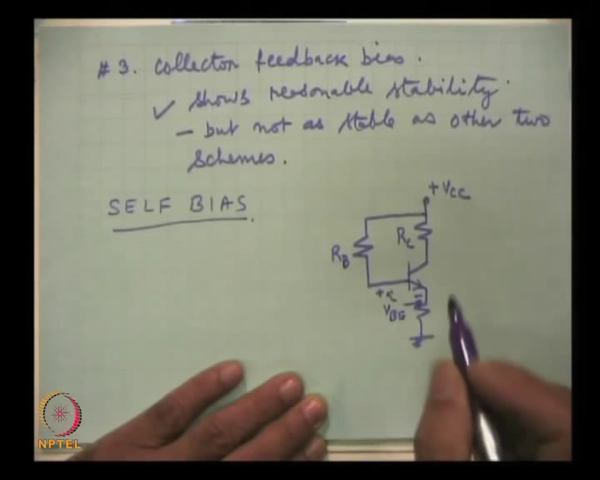 # 3. Collector feedback bias.
✓ shows reasonable stability.
– but not as stable as other two
schemes.
SELF BIAS.
+ VCC
RC
RB
VBE
NPTEL